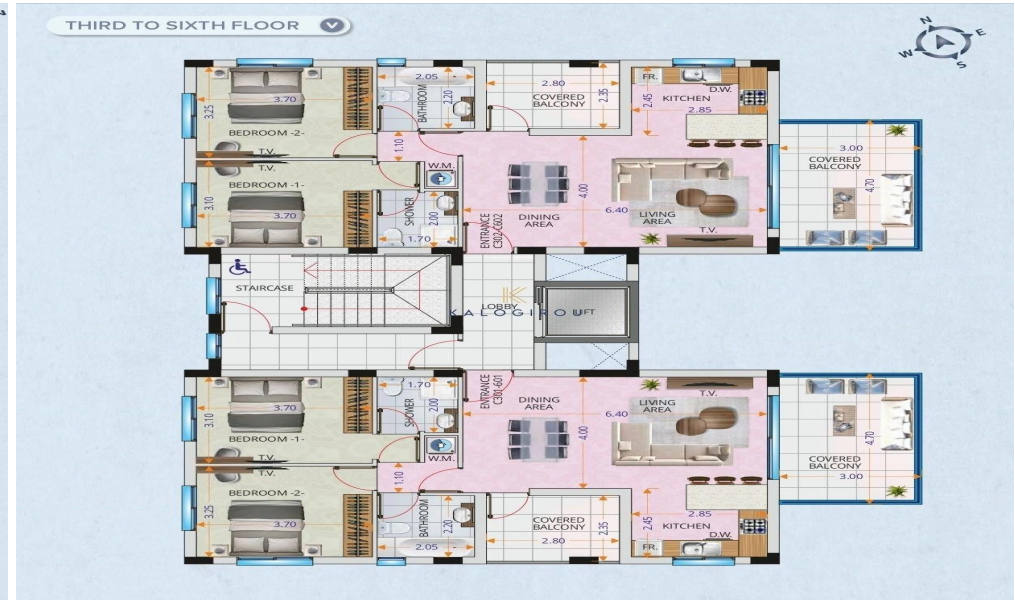 THIRD TO SIXTH FLOOR
N
E
W
S
3.25
3.70
BEDROOM -2-
T.V.
2.05
BATHROOM
2.20
1.10
2.80
COVERED
BALCONY
2.35
FR.
D.W.
2.45
KITCHEN
2.85
3.00
COVERED
BALCONY
4.70
T.V.
BEDROOM -1-
3.10
3.70
W.M.
SHOWER
2.00
1.70
ENTRANCE
C302-C602
DINING
AREA
4.00
6.40
LIVING
AREA
T.V.
STAIRCASE
LOBBY
KALOGIROU
LIFT
3.10
3.70
BEDROOM -1-
T.V.
1.70
SHOWER
2.00
W.M.
ENTRANCE
C301-601
DINING
AREA
4.00
6.40
T.V.
LIVING
AREA
4.70
COVERED
BALCONY
3.00
T.V.
BEDROOM -2-
3.25
3.70
1.10
BATHROOM
2.20
2.05
COVERED
BALCONY
2.80
2.35
2.45
2.85
KITCHEN
D.W.
FR.